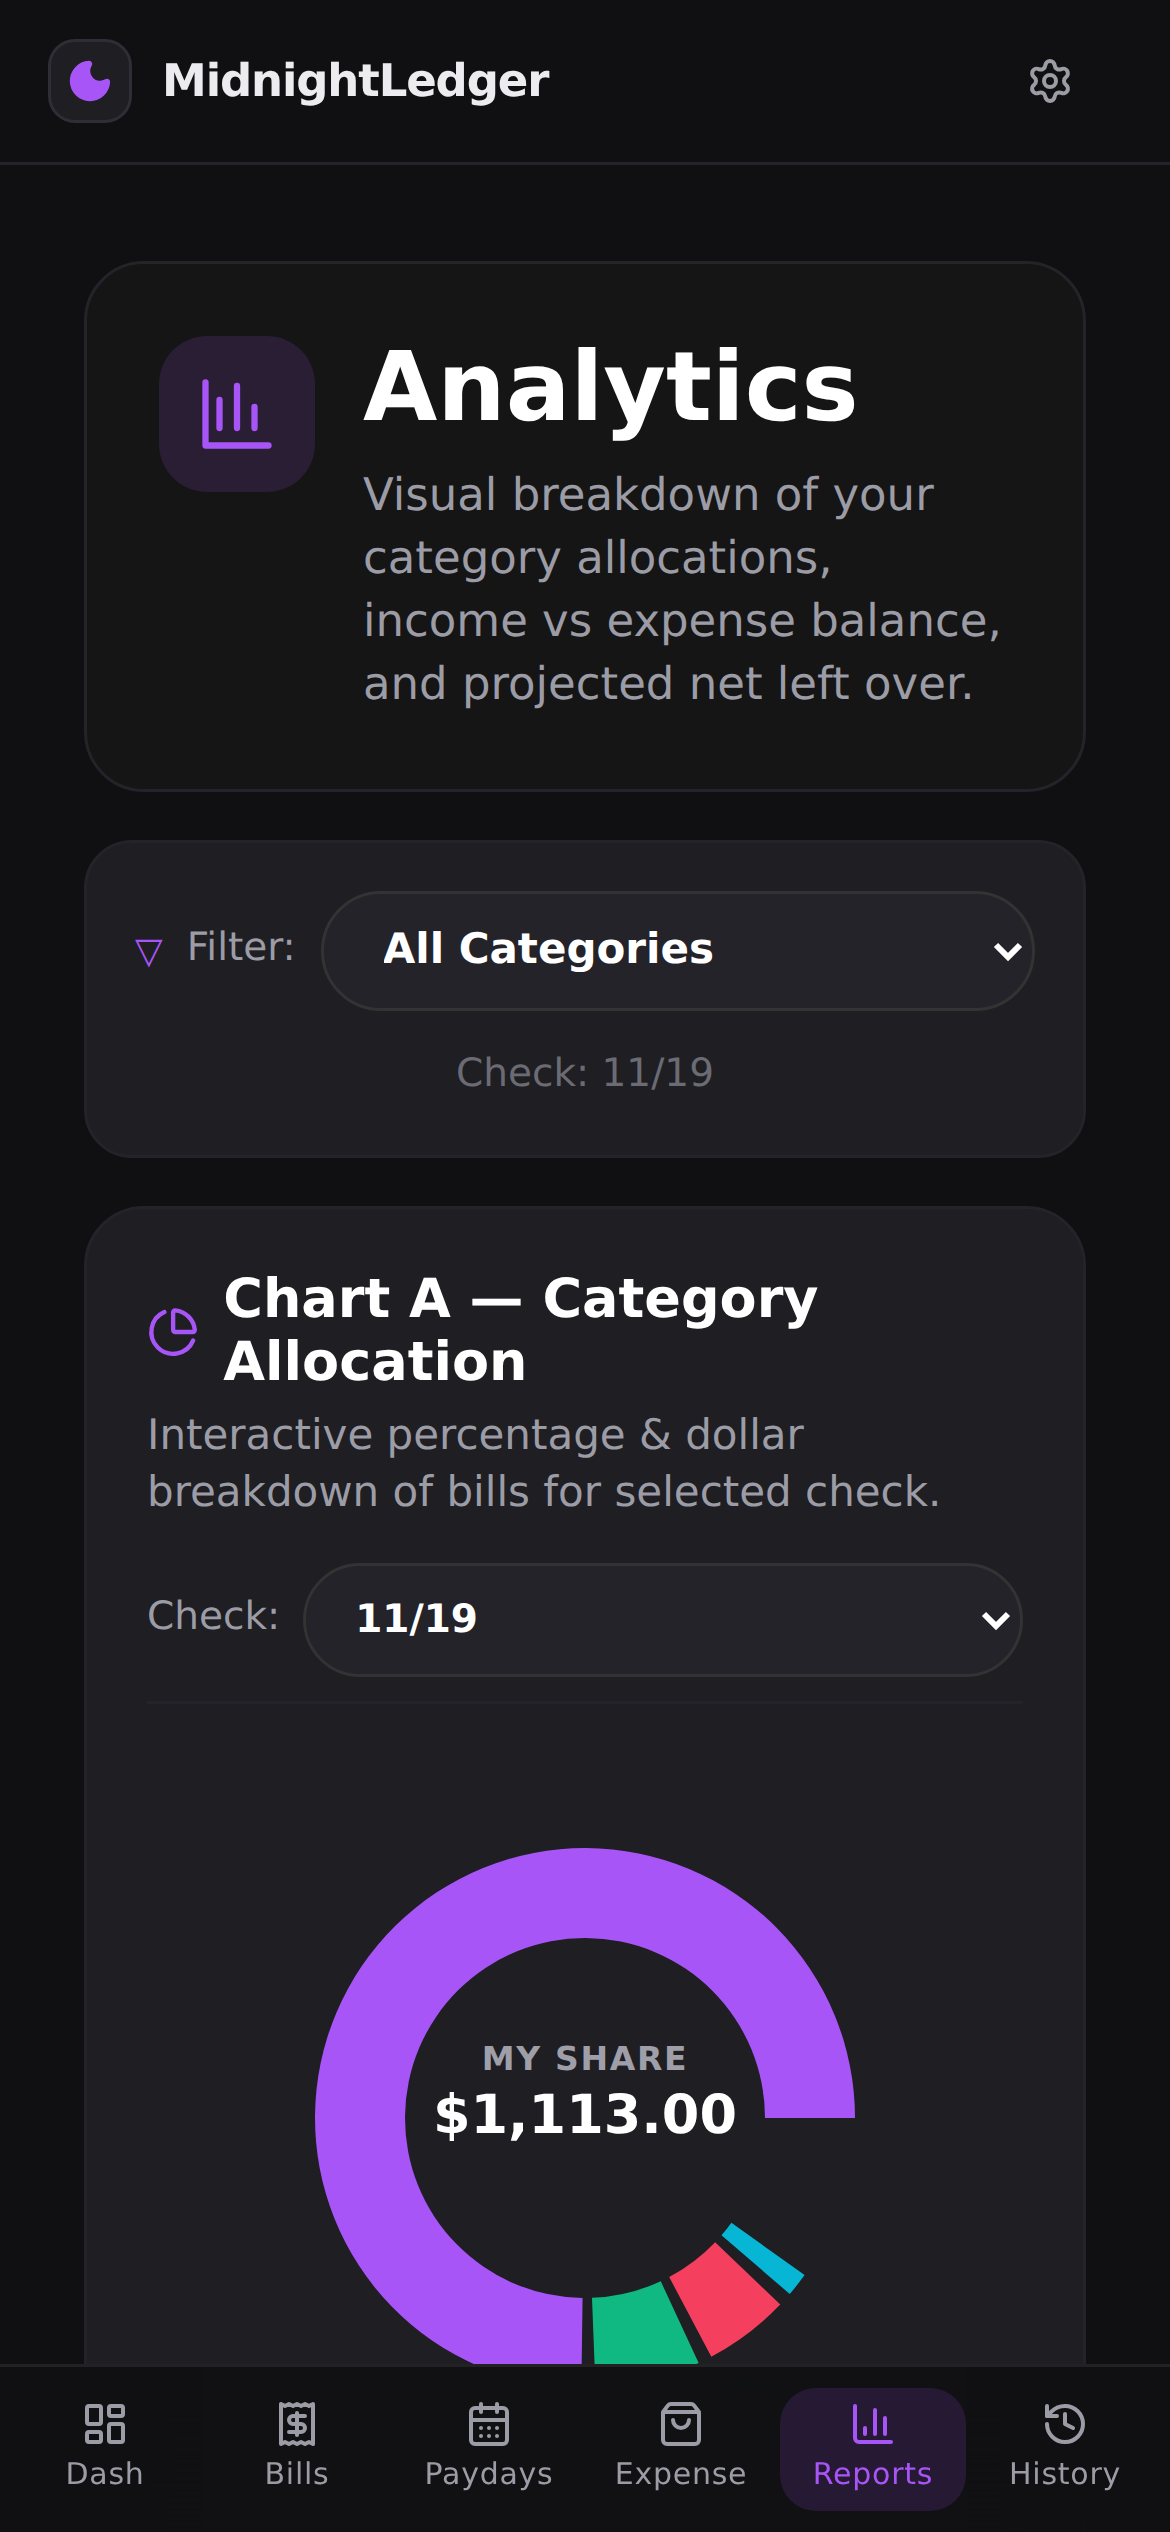 MidnightLedger
Analytics
Visual breakdown of your
category allocations,
income vs expense balance,
and projected net left over.
Filter:
All Categories
Check: 11/19
Chart A — Category
Allocation
Interactive percentage & dollar
breakdown of bills for selected check.
Check:
11/19
MY SHARE
$1,113.00
Dash
Bills
Paydays
Expense
Reports
History